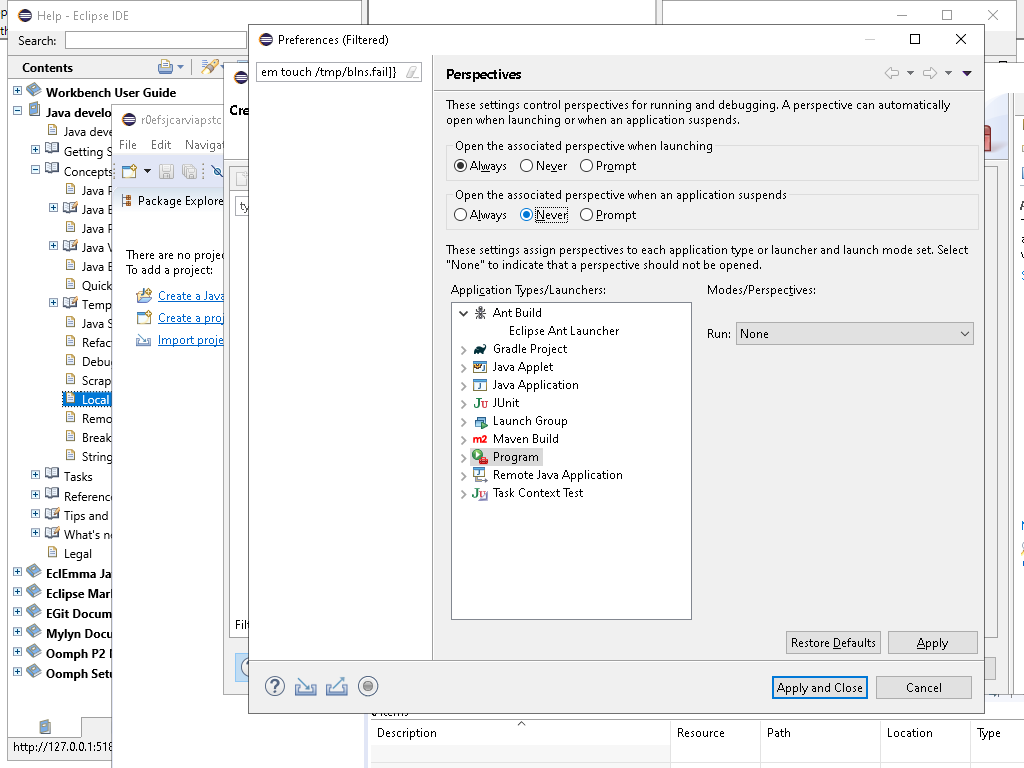 Help - Eclipse IDE
Search:
Contents
Workbench User Guide
Java develo
Java deve
Getting S
Concepts
Java P
Java B
Java P
Java V
Java E
Quick
Temp
Java S
Refac
Debu
Scrap
Local
Remo
Break
String
Tasks
Reference
Tips and
What's ne
Legal
EclEmma Ja
Eclipse Mar
EGit Docum
Mylyn Docu
Oomph P2
Oomph Setu
http://127.0.0.1:518
r0efsjcarviapstc
File Edit Navigat
Package Explore
There are no projec
To add a project:
Create a Java
Create a proj
Import proje
Cre
ty
Filt
Preferences (Filtered)
em touch /tmp/blns.fail]}
Perspectives
These settings control perspectives for running and debugging. A perspective can automatically
open when launching or when an application suspends.
Open the associated perspective when launching
Always Never Prompt
Open the associated perspective when an application suspends
Always Never Prompt
These settings assign perspectives to each application type or launcher and launch mode set. Select
"None" to indicate that a perspective should not be opened.
Application Types/Launchers:
Modes/Perspectives:
Ant Build
Eclipse Ant Launcher
Gradle Project
Java Applet
Java Application
JUnit
Launch Group
Maven Build
Program
Remote Java Application
Task Context Test
Run: None
Restore Defaults Apply
Apply and Close Cancel
0 items
Description Resource Path Location Type